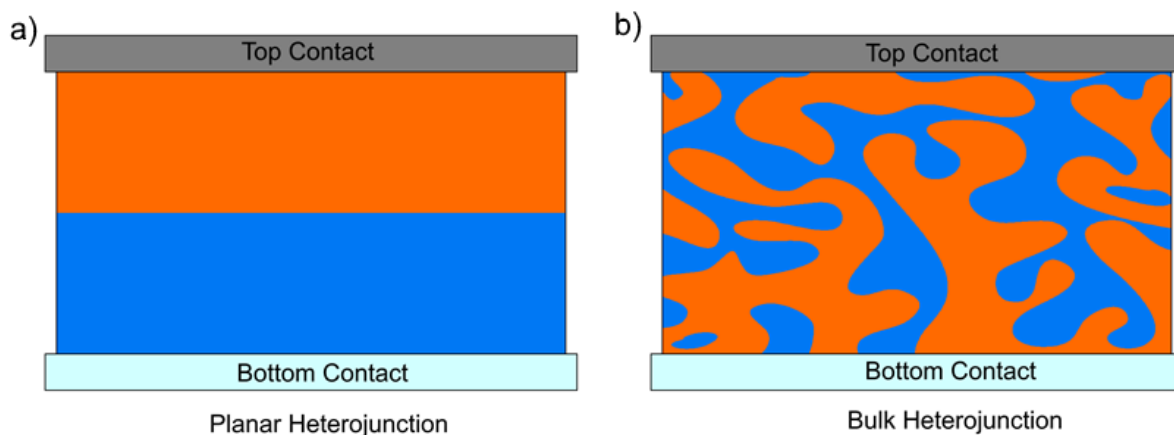 a)
Top Contact
Bottom Contact
Planar Heterojunction
b)
Top Contact
Bottom Contact
Bulk Heterojunction